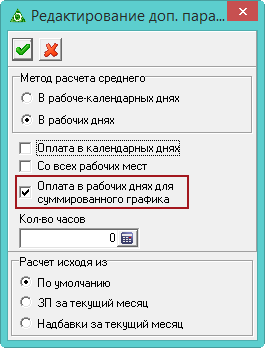 Редактирование доп. пара...
Метод расчета среднего
В рабоче-календарных днях
В рабочих днях
Оплата в календарных днях
Со всех рабочих мест
Оплата в рабочих днях для
суммированного графика
Кол-во часов
0
Расчет исходя из
По умолчанию
ЗП за текущий месяц
Надбавки за текущий месяц